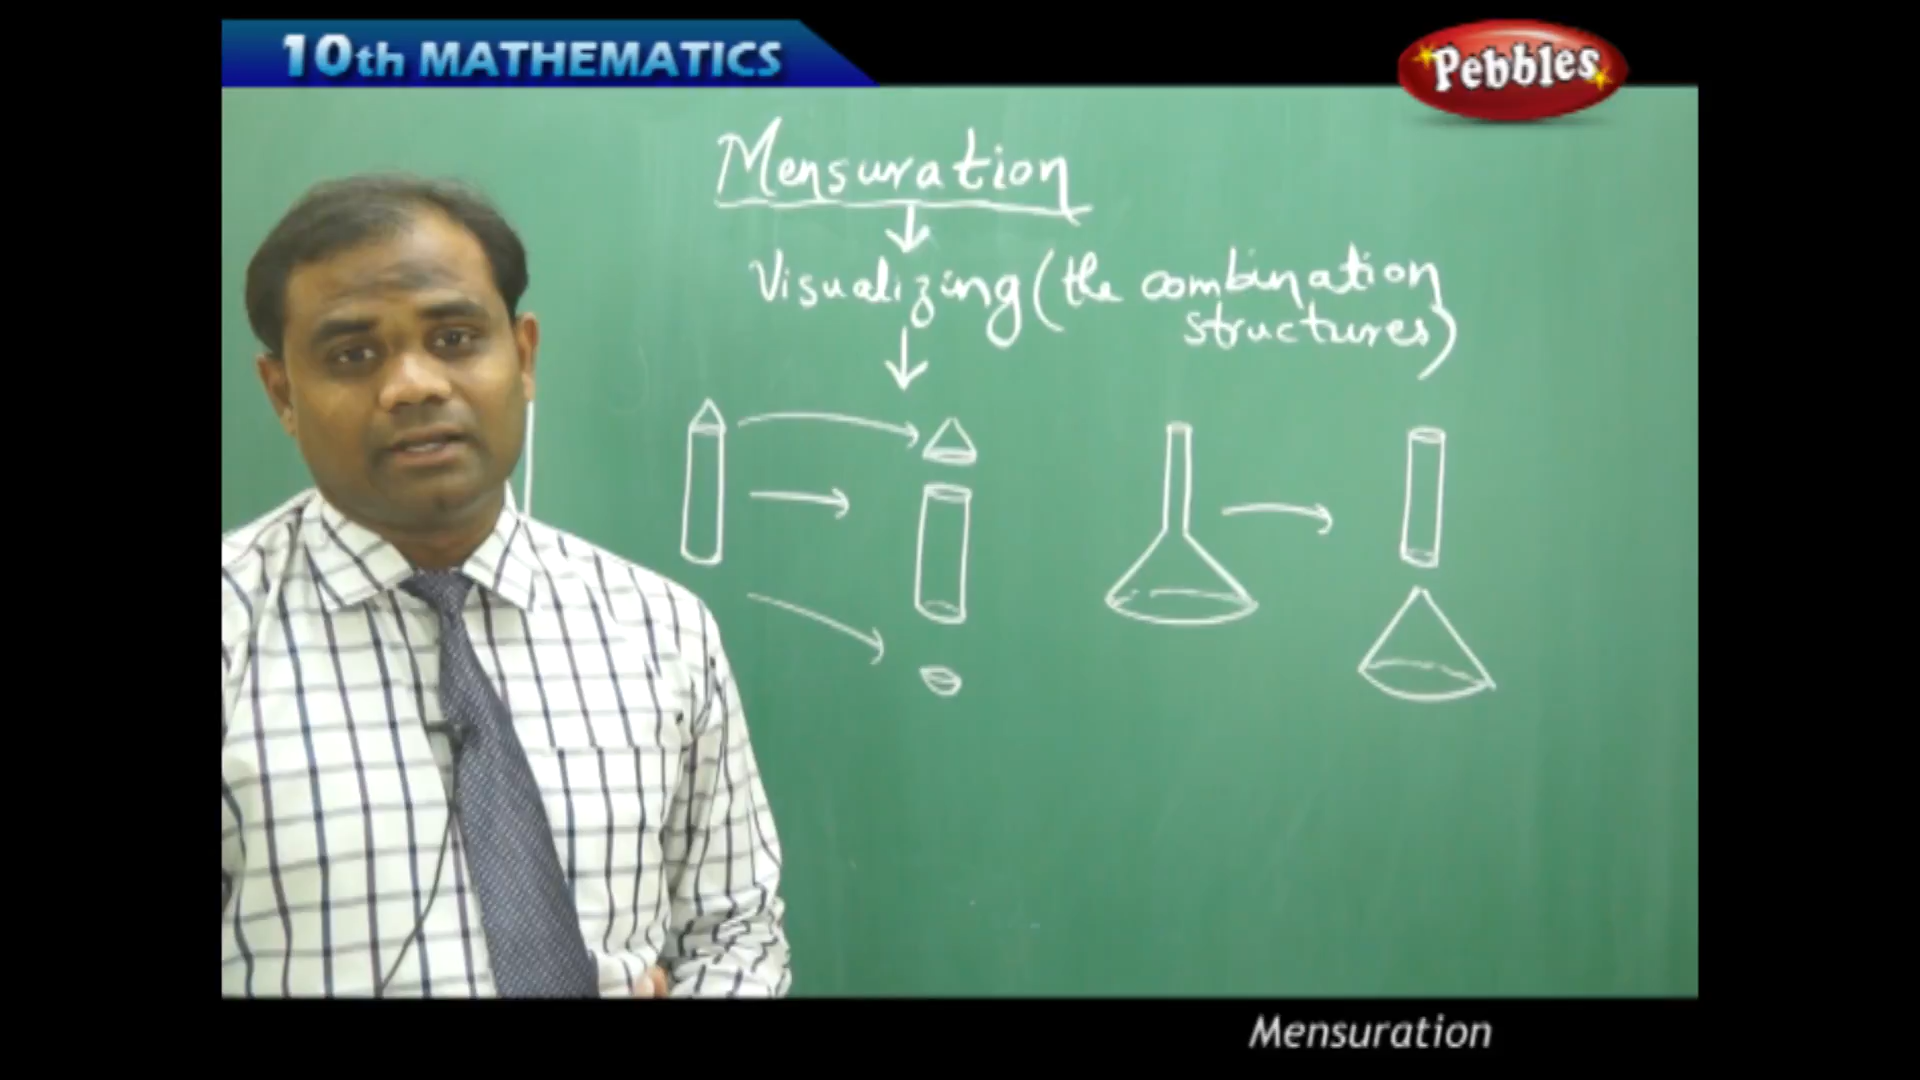 10th MATHEMATICS
Pebbles
Mensuration
Visualizing (the combination
structures)
Mensuration